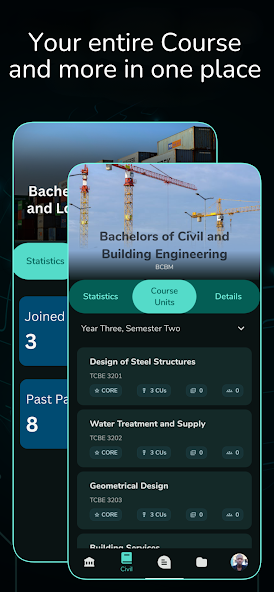 Your entire Course
and more in one place
Bache
and Lo
Statistics
Joined
3
Past Pa
8
Bachelors of Civil and
Building Engineering
BCBM
Statistics
Course
Units
Details
Year Three, Semester Two
Design of Steel Structures
TCBE 3201
CORE
3 CUs
0
0
Water Treatment and Supply
TCBE 3202
CORE
3 CUs
0
0
Geometrical Design
TCBE 3203
CORE
3 CUs
0
0
Building Services
Civil